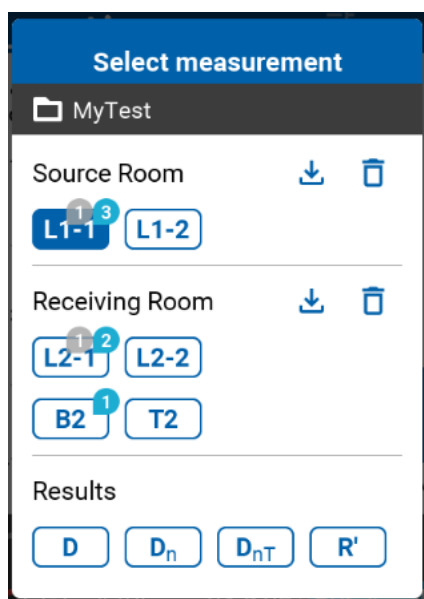 Select measurement
MyTest
Source Room
1 3
L1-1 L1-2
Receiving Room
1 2
L2-1 L2-2
1
B2 T2
Results
D Dn DnT R'